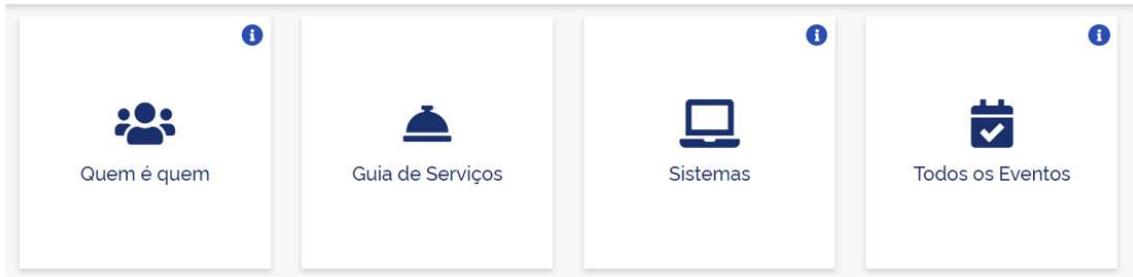 Quem é quem
Guia de Serviços
Sistemas
Todos os Eventos